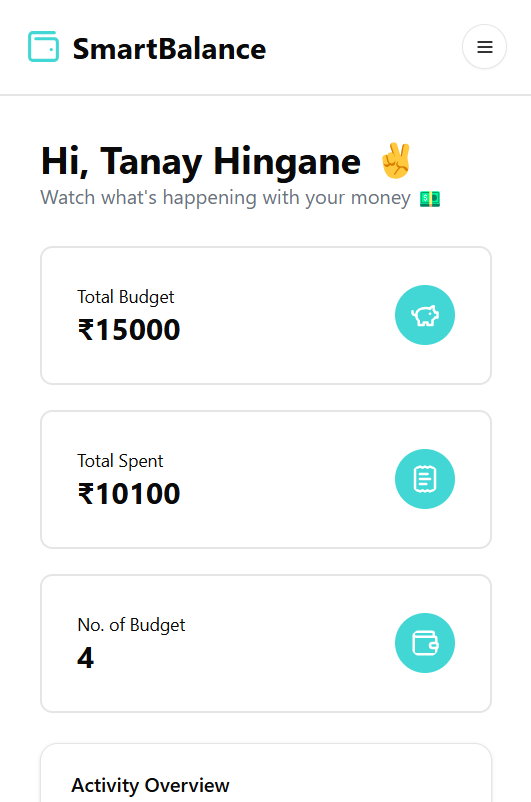 SmartBalance
Hi, Tanay Hingane ✌️
Watch what's happening with your money 💵
Total Budget
₹15000
Total Spent
₹10100
No. of Budget
4
Activity Overview